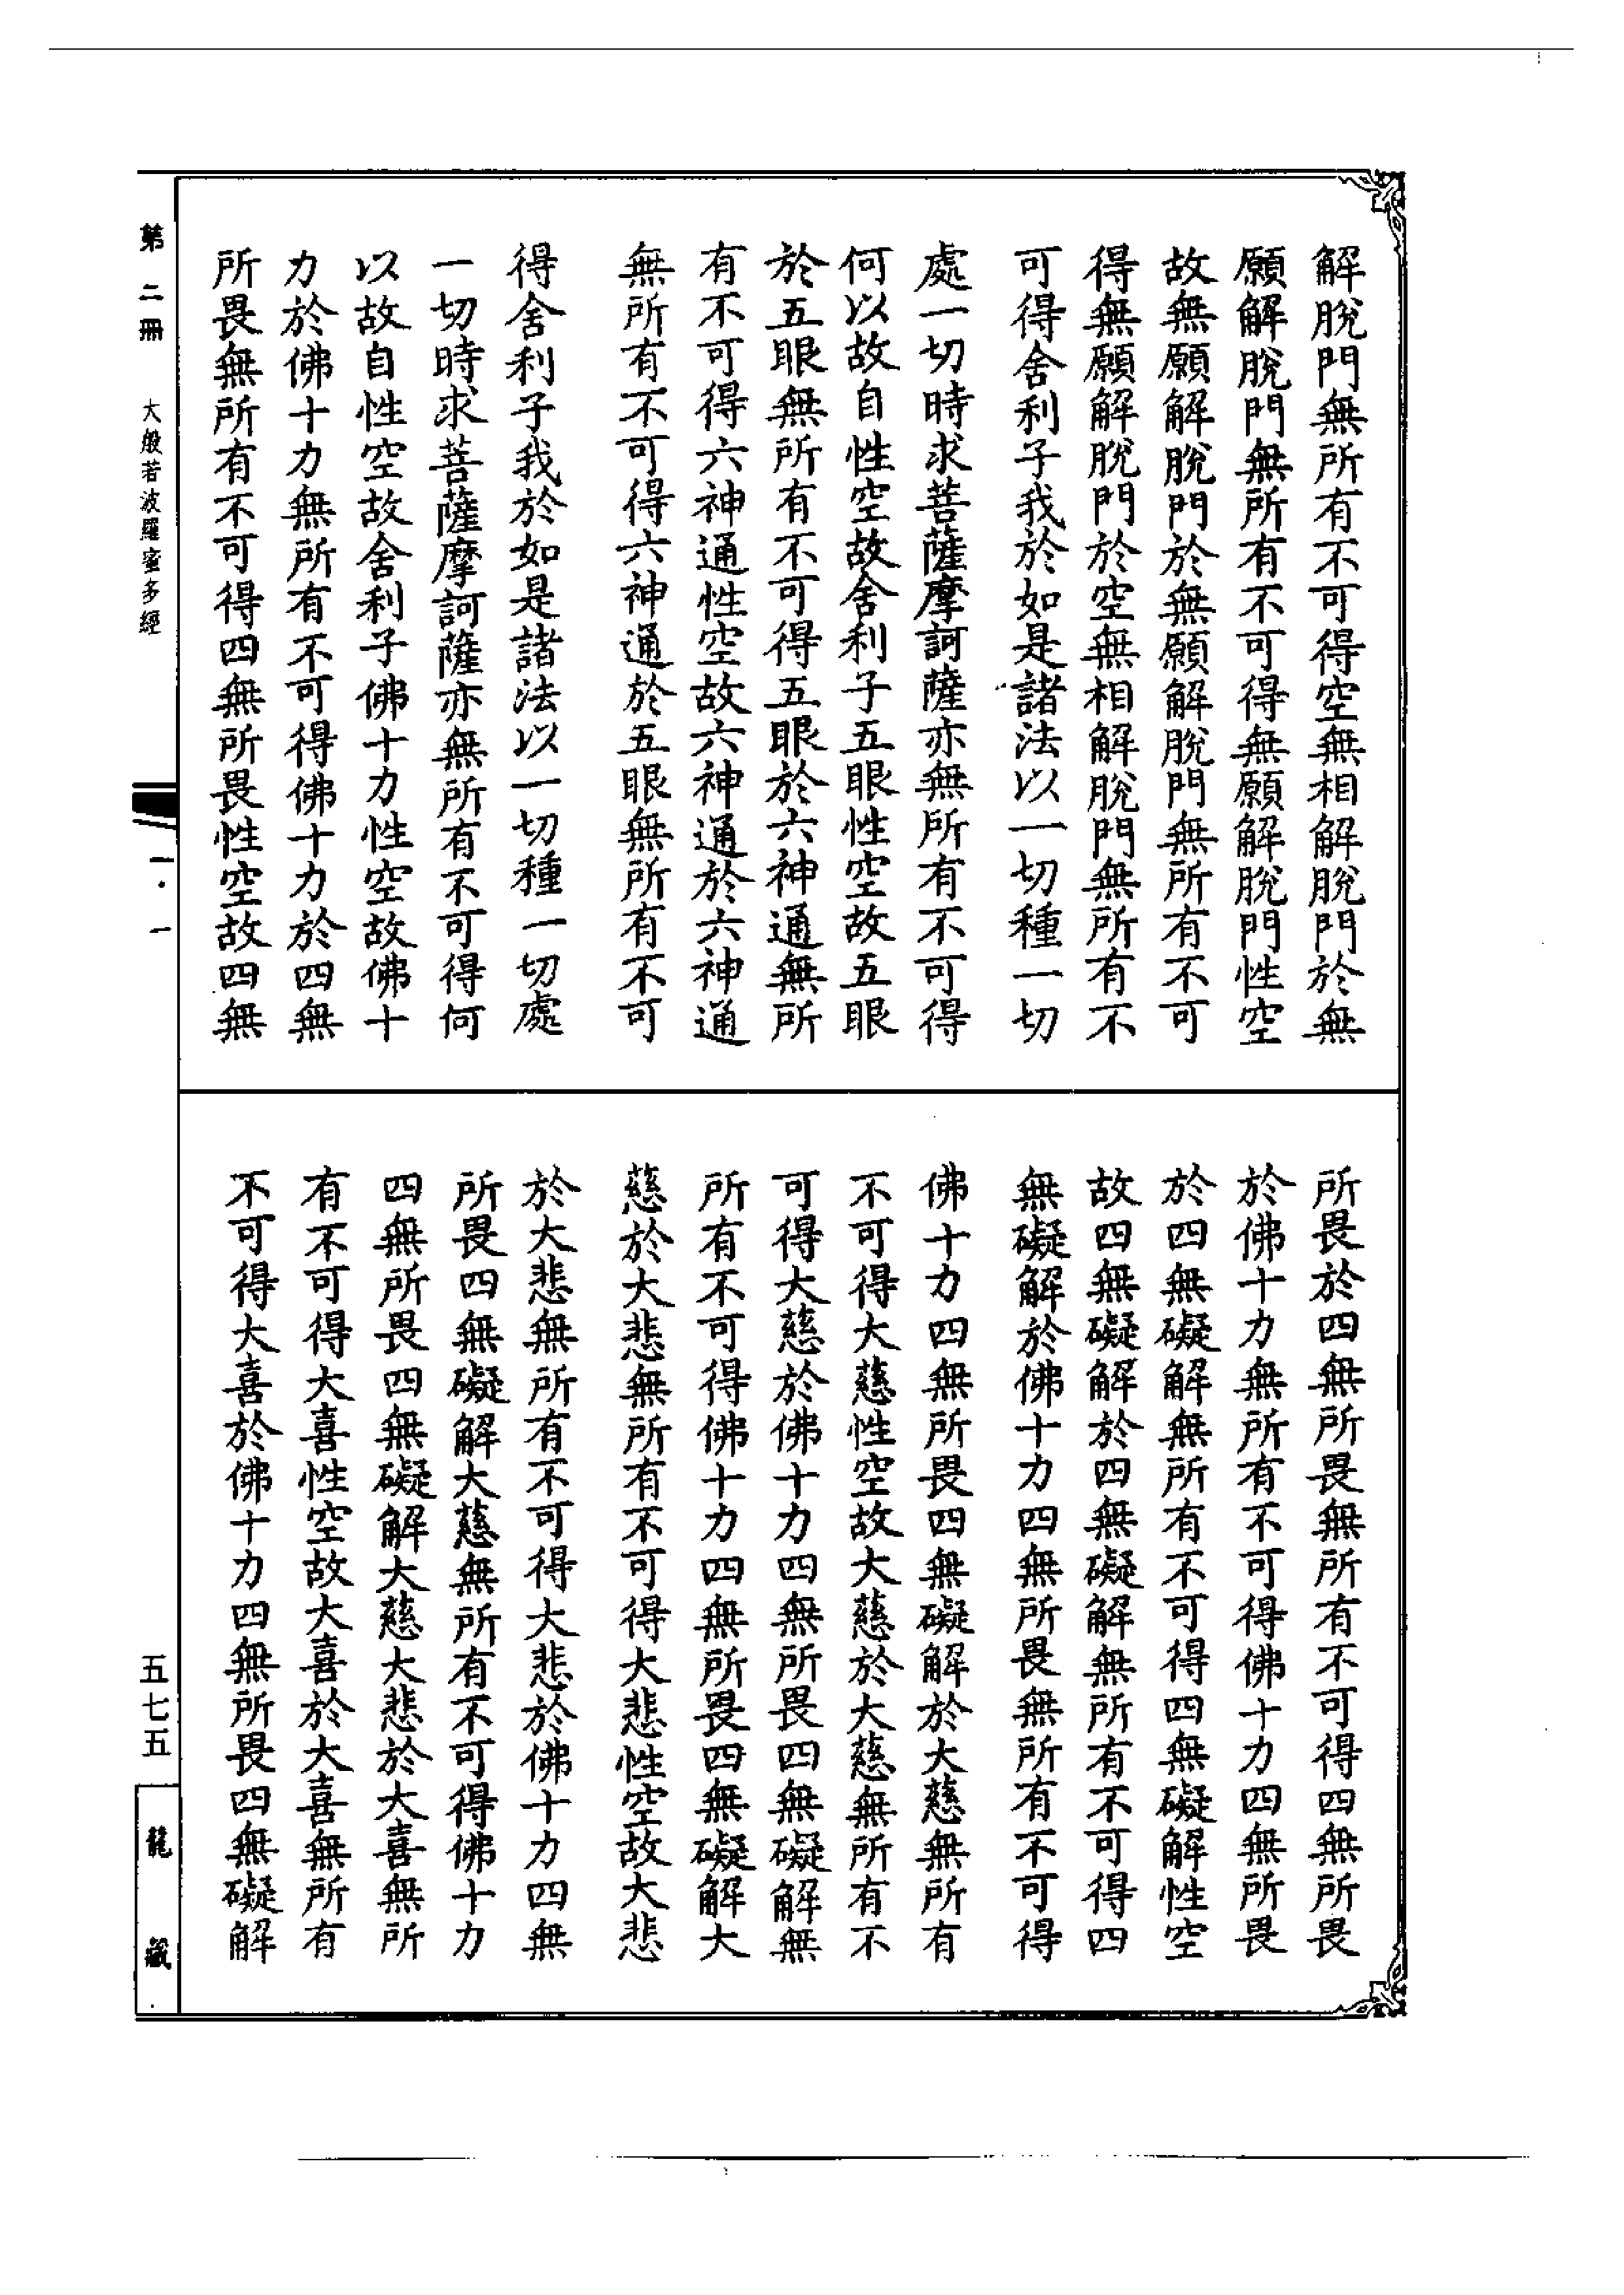 解脫門無所有不可得空無相解脫門於無
願解脫門無所有不可得無願解脫門性空
故無願解脫門於無願解脫門無所有不可
得無願解脫門於空無相解脫門無所有不
可得舍利子我於如是諸法以一切種一切
處一切時求菩薩摩訶薩亦無所有不可得
何以故自性空故舍利子五眼性空故五眼
於五眼無所有不可得五眼於六神通無所
有不可得六神通性空故六神通於六神通
無所有不可得六神通於五眼無所有不可
得舍利子我於如是諸法以一切種一切處
一切時求菩薩摩訶薩亦無所有不可得何
以故自性空故舍利子佛十力性空故佛十
力於佛十力無所有不可得佛十力於四無
所畏無所有不可得四無所畏性空故四無
所畏於四無所畏無所有不可得四無所畏
於佛十力無所有不可得佛十力四無所畏
於四無礙解無所有不可得四無礙解性空
故四無礙解於四無礙解無所有不可得四
無礙解於佛十力四無所畏無所有不可得
佛十力四無所畏四無礙解於大慈無所有
不可得大慈性空故大慈於大慈無所有不
可得大慈於佛十力四無所畏四無礙解無
所有不可得佛十力四無所畏四無礙解大
慈於大悲無所有不可得大悲性空故大悲
於大悲無所有不可得大悲於佛十力四無
所畏四無礙解大慈無所有不可得佛十力
四無所畏四無礙解大慈大悲於大喜無所
有不可得大喜性空故大喜於大喜無所有
不可得大喜於佛十力四無所畏四無礙解
第二冊 大般若波羅蜜多經
一·一
五七五
龍藏